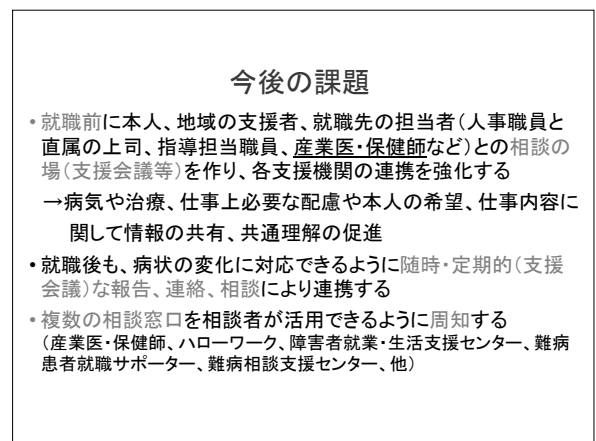 今後の課題
・就職前に本人、地域の支援者、就職先の担当者（人事職員と
直属の上司、指導担当職員、産業医・保健師など）との相談の
場（支援会議等）を作り、各支援機関の連携を強化する
→病気や治療、仕事上必要な配慮や本人の希望、仕事内容に
関して情報の共有、共通理解の促進
・就職後も、病状の変化に対応できるように随時・定期的（支援
会議）な報告、連絡、相談により連携する
・複数の相談窓口を相談者が活用できるように周知する
（産業医・保健師、ハローワーク、障害者就業・生活支援センター、難病
患者就職サポーター、難病相談支援センター、他）